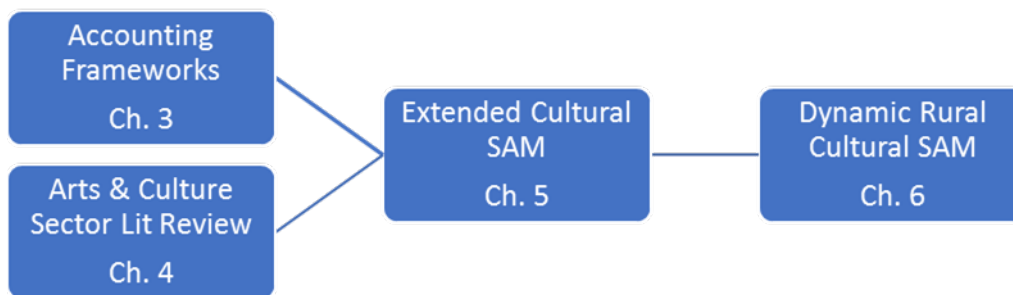 Accounting
Frameworks
Ch. 3
Arts & Culture
Sector Lit Review
Ch. 4
Extended Cultural
SAM
Ch. 5
Dynamic Rural
Cultural SAM
Ch. 6